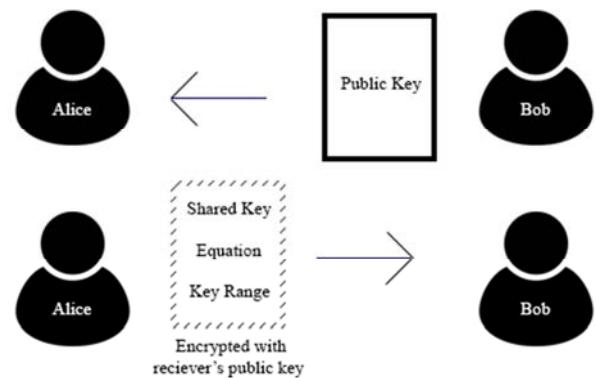 Public Key
Alice
Bob
Shared Key
Equation
Key Range
Alice
Bob
Encrypted with
reciever's public key